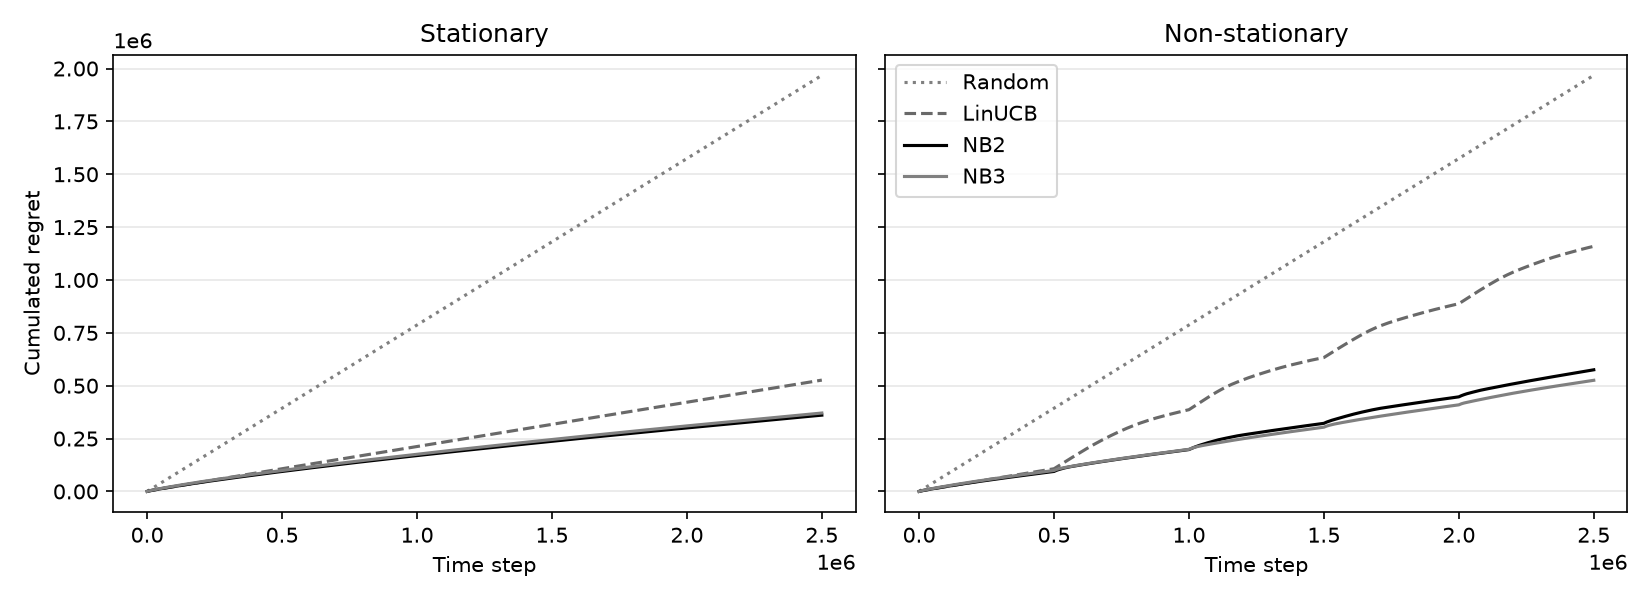 Stationary
1e6
2.00
1.75
1.50
1.25
1.00
0.75
0.50
0.25
0.00
Cumulated regret
0.0 0.5 1.0 1.5 2.0 2.5
Time step
1e6
Non-stationary
Random
LinUCB
NB2
NB3
0.0 0.5 1.0 1.5 2.0 2.5
Time step
1e6